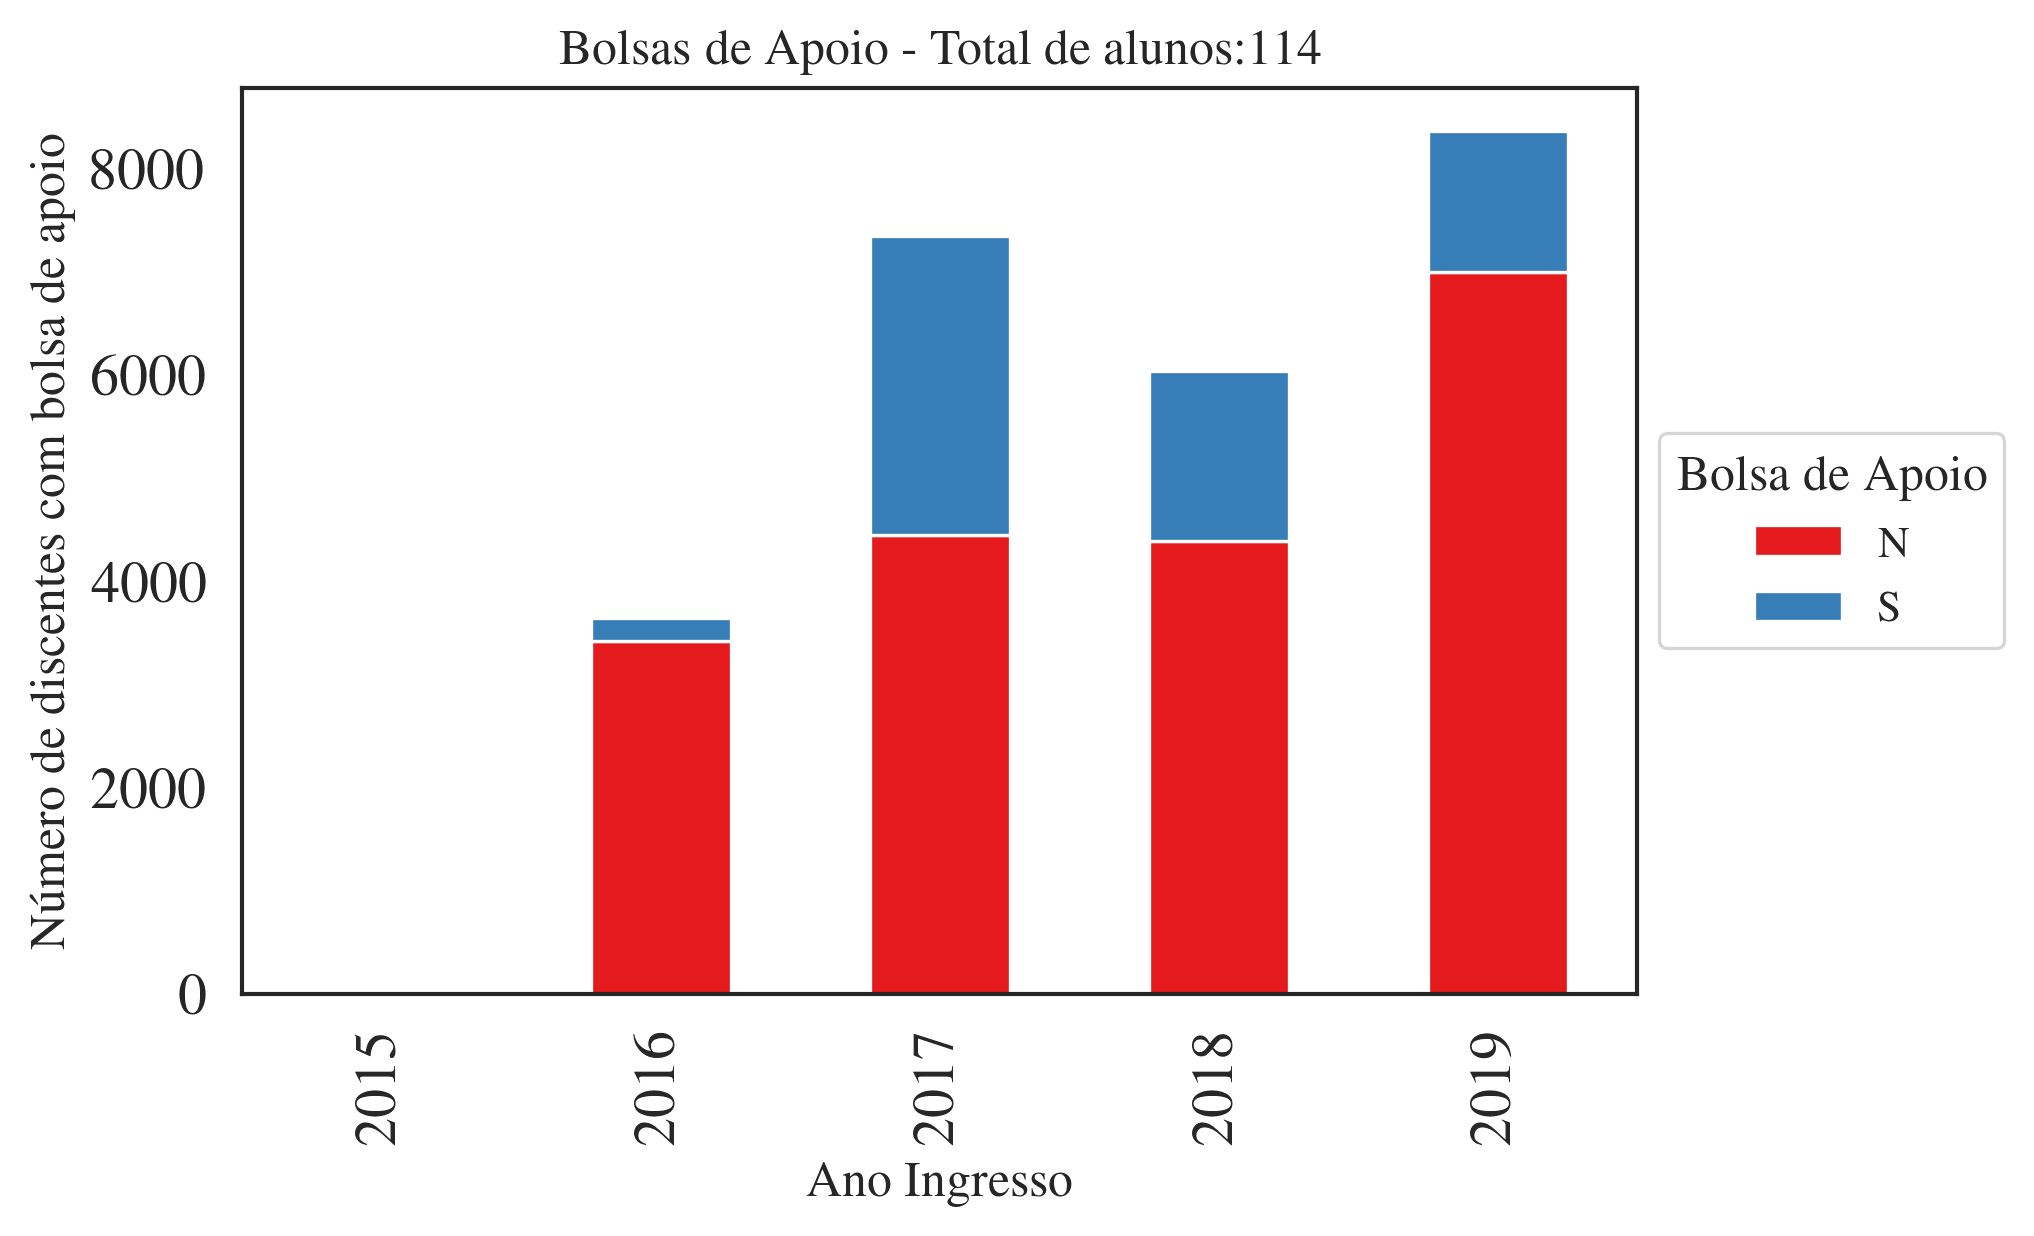 Bolsas de Apoio - Total de alunos:114
Número de discentes com bolsa de apoio
8000
6000
4000
2000
0
2015
2016
2017
2018
2019
Ano Ingresso
Bolsa de Apoio
N
S